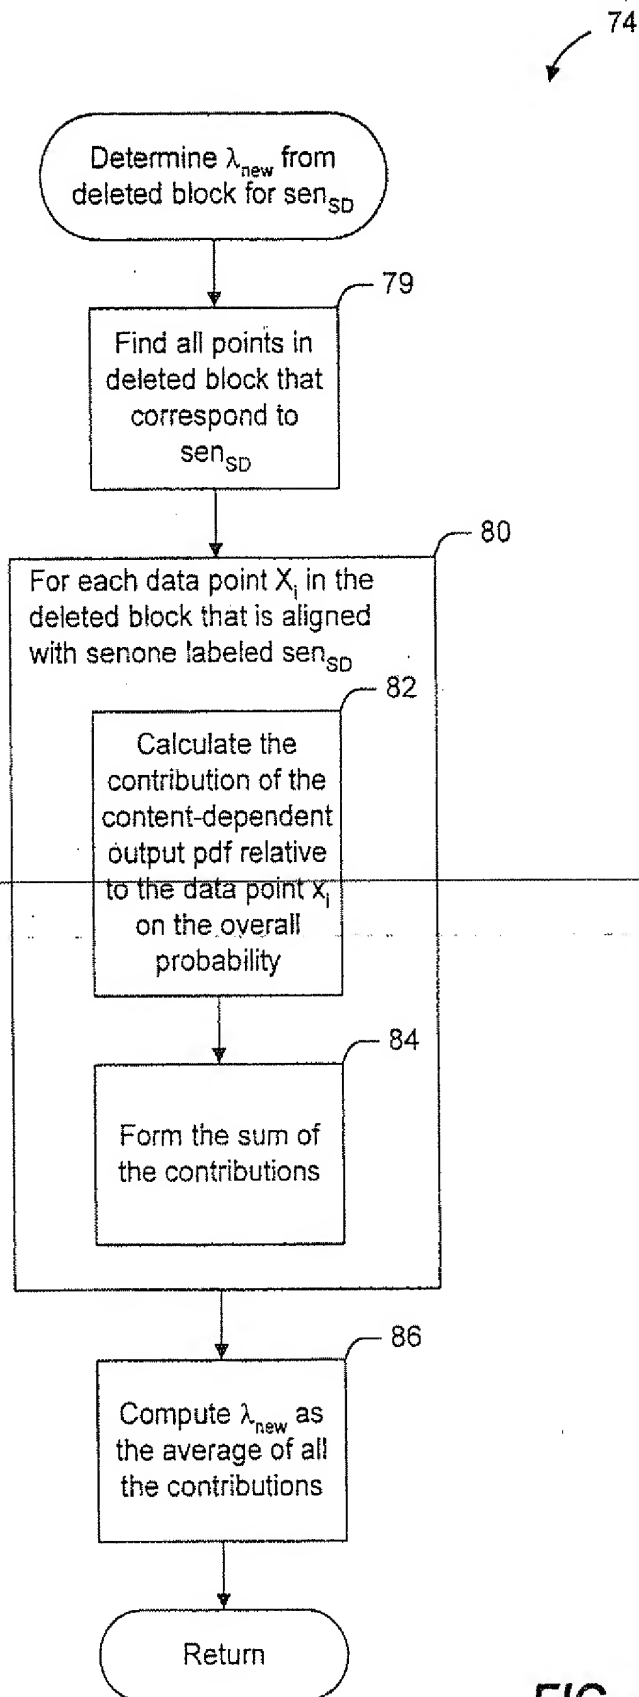 74
Determine λnew from
deleted block for senSD
79
Find all points in
deleted block that
correspond to
senSD
80
For each data point Xi in the
deleted block that is aligned
with senone labeled senSD
82
Calculate the
contribution of the
content-dependent
output pdf relative
to the data point xi
on the overall
probability
84
Form the sum of
the contributions
86
Compute λnew as
the average of all
the contributions
Return
FIG